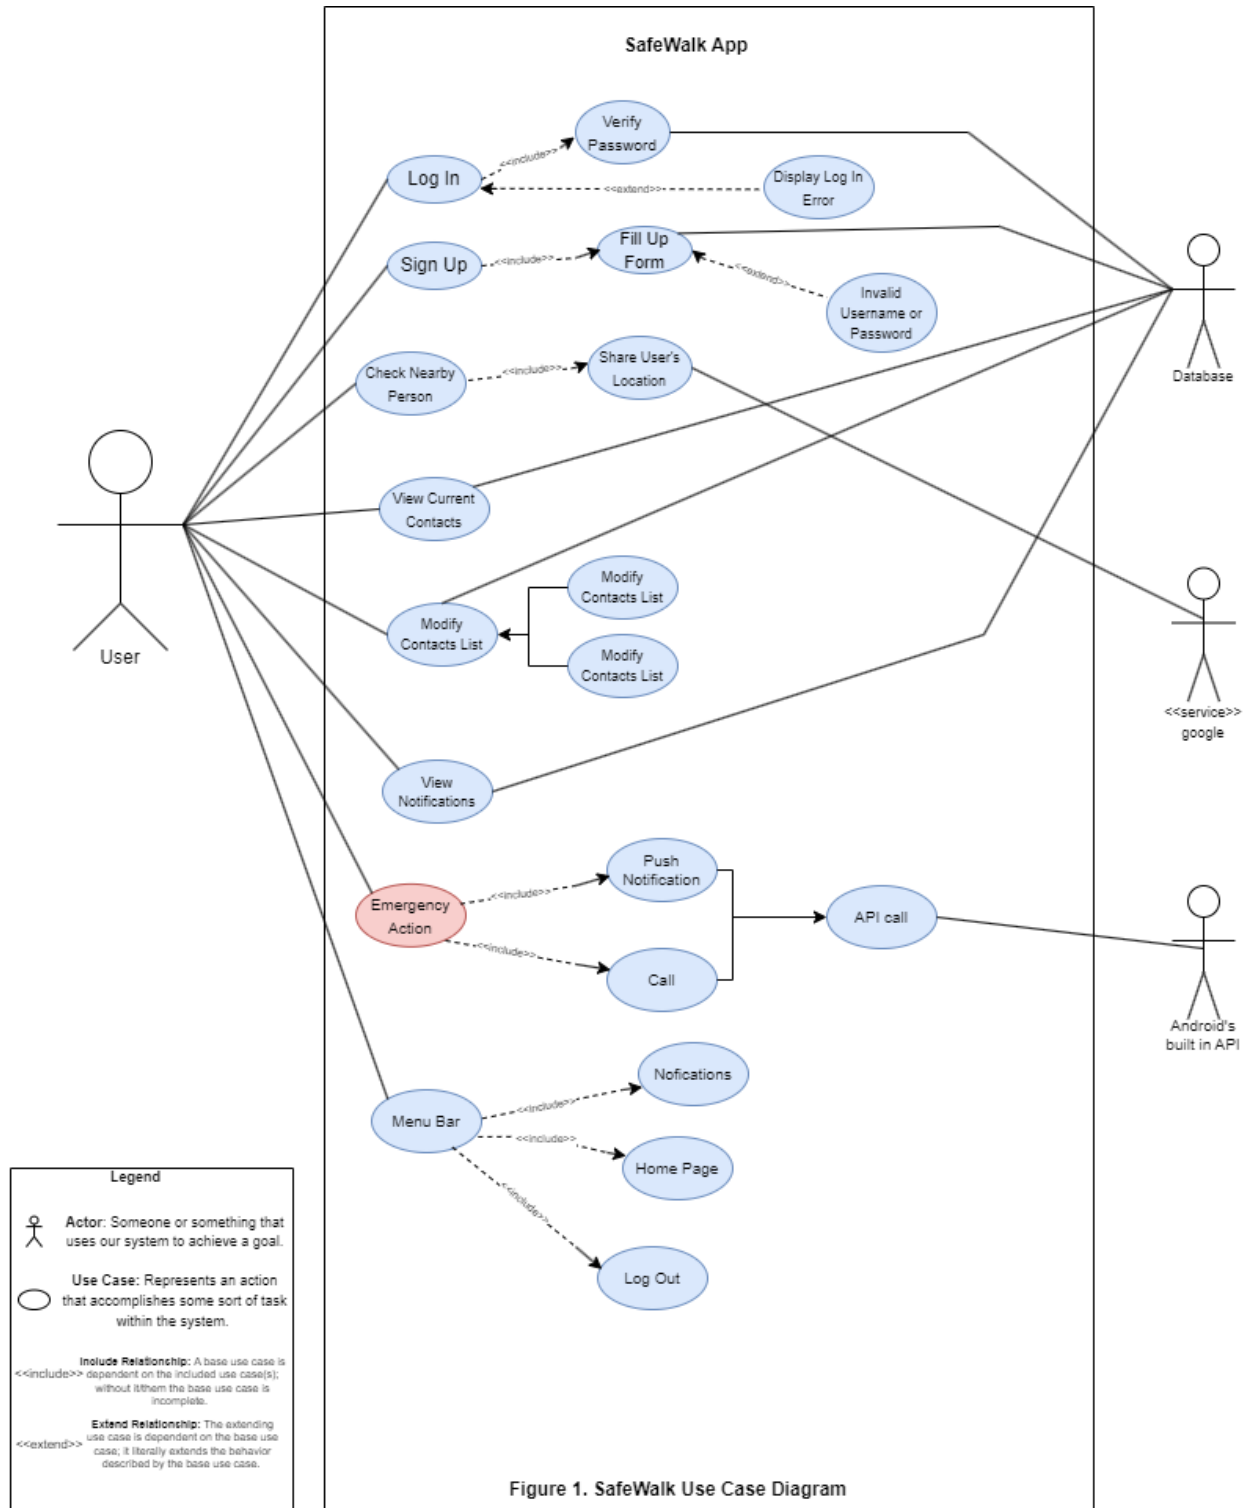 SafeWalk App
Verify
Password
<<include>>
Log In
<<extend>>
Display Log In
Error
Fill Up
Form
Sign Up
<<include>>
<<extend>>
Invalid
Username or
Password
Share User's
Location
Check Nearby
Person
<<include>>
Database
User
View Current
Contacts
Modify
Contacts List
Modify
Contacts List
Modify
Contacts List
<<service>>
google
View
Notifications
Push
Notification
<<include>>
Emergency
Action
<<include>>
Call
API call
Android's
built in API
Nofications
Menu Bar
<<include>>
<<include>>
Home Page
<<include>>
Log Out
Legend
Actor: Someone or something that
uses our system to achieve a goal.
Use Case: Represents an action
that accomplishes some sort of task
within the system.
<<include>>
Include Relationship: A base use case is
dependent on the included use case(s);
without it/them the base use case is
incomplete.
<<extend>>
Extend Relationship: The extending
use case is dependent on the base use
case; it literally extends the behavior
described by the base use case.
Figure 1. SafeWalk Use Case Diagram